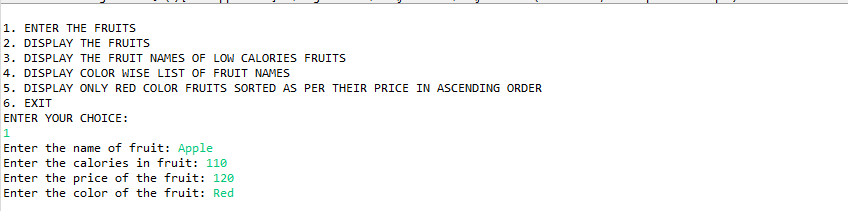 1. ENTER THE FRUITS
2. DISPLAY THE FRUITS
3. DISPLAY THE FRUIT NAMES OF LOW CALORIES FRUITS
4. DISPLAY COLOR WISE LIST OF FRUIT NAMES
5. DISPLAY ONLY RED COLOR FRUITS SORTED AS PER THEIR PRICE IN ASCENDING ORDER
6. EXIT
ENTER YOUR CHOICE:
1
Enter the name of fruit: Apple
Enter the calories in fruit: 110
Enter the price of the fruit: 120
Enter the color of the fruit: Red